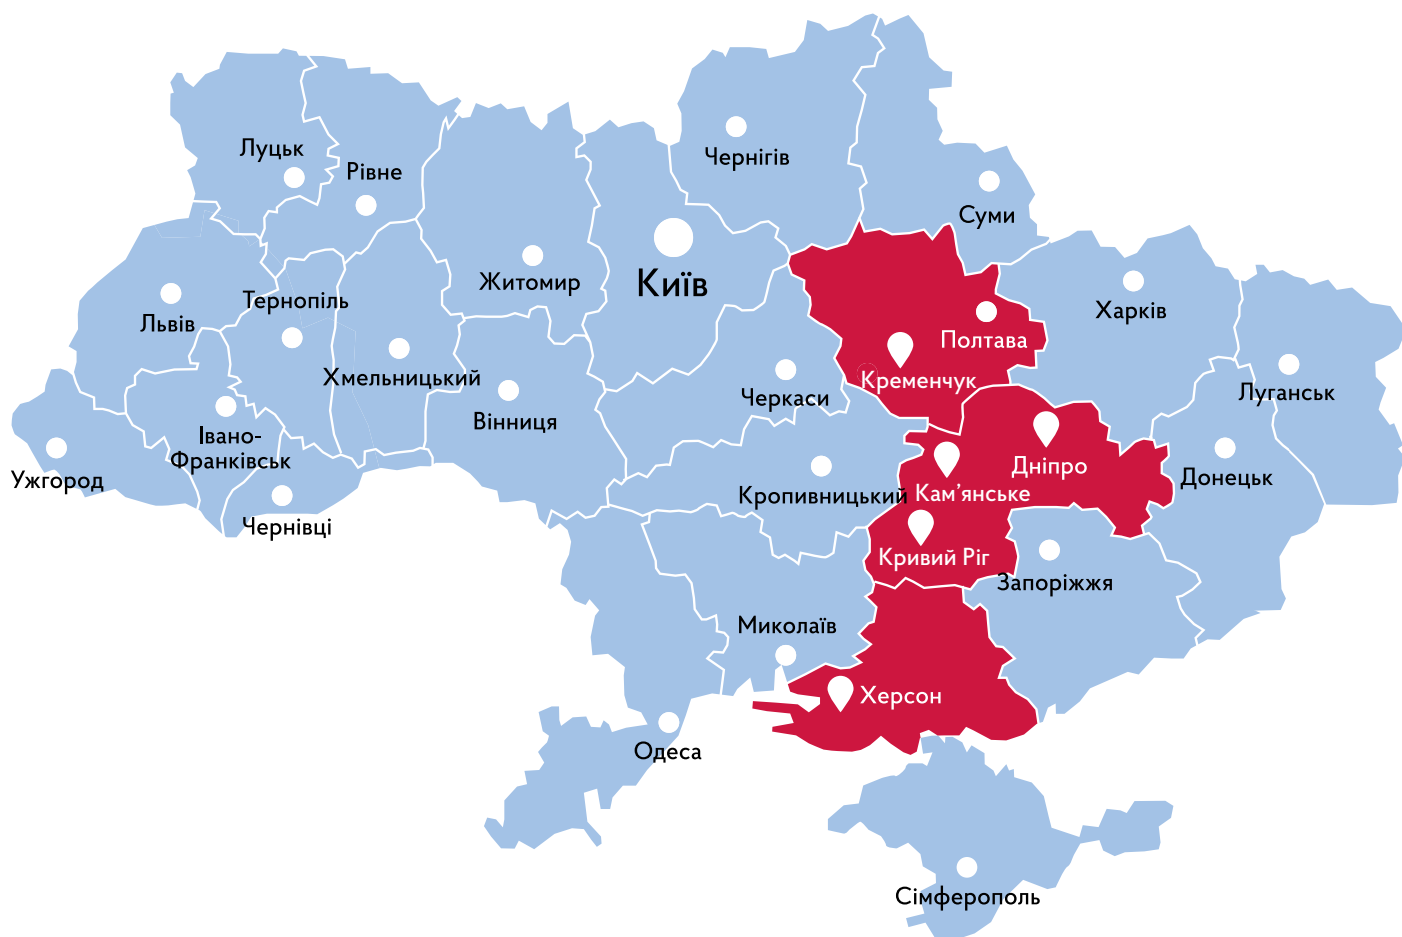 Луцьк
Рівне
Чернігів
Суми
Житомир
Київ
Тернопіль
Львів
Харків
Полтава
Хмельницький
Кременчук
Черкаси
Луганськ
Вінниця
Івано-
Франківськ
Ужгород
Дніпро
Донецьк
Кропивницький
Кам’янське
Чернівці
Кривий Ріг
Запоріжжя
Миколаїв
Херсон
Одеса
Сімферополь